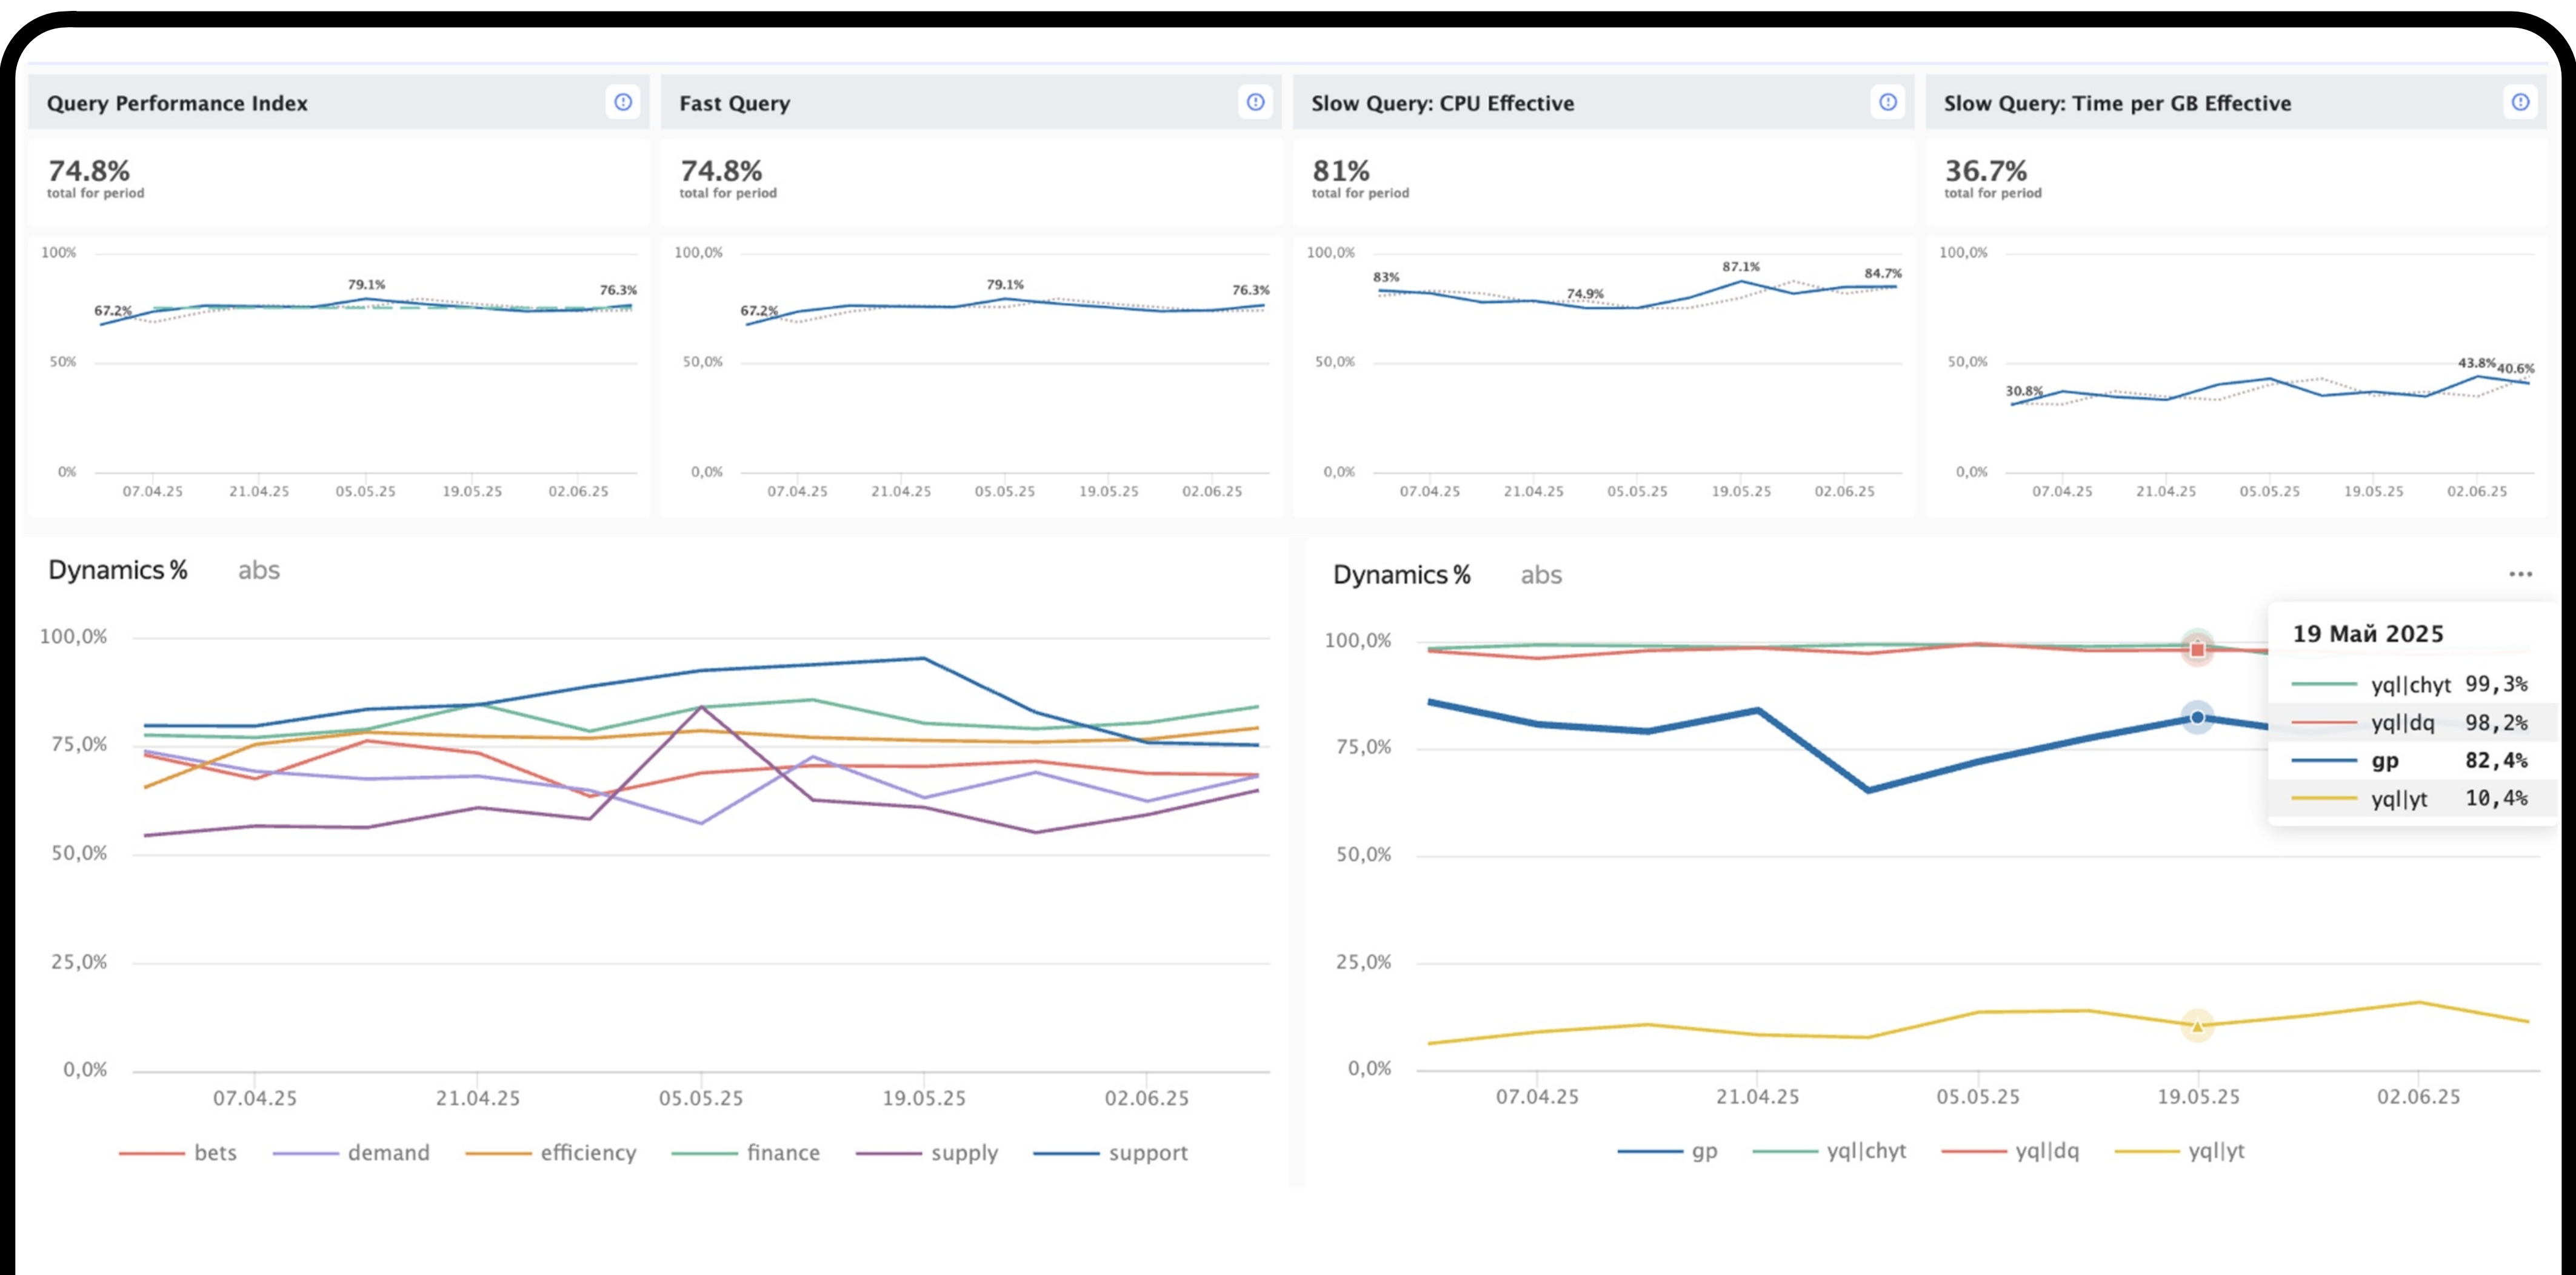 Query Performance Index
Fast Query
Slow Query: CPU Effective
Slow Query: Time per GB Effective
74.8%
total for period
74.8%
total for period
81%
total for period
36.7%
total for period
100%
50%
0%
67.2%
79.1%
76.3%
07.04.25 21.04.25 05.05.25 19.05.25 02.06.25
100,0%
50,0%
0,0%
67.2%
79.1%
76.3%
07.04.25 21.04.25 05.05.25 19.05.25 02.06.25
100,0%
50,0%
0,0%
83%
74.9%
87.1%
84.7%
07.04.25 21.04.25 05.05.25 19.05.25 02.06.25
100,0%
50,0%
0,0%
30.8%
43.8%
40.6%
07.04.25 21.04.25 05.05.25 19.05.25 02.06.25
Dynamics % abs
100,0%
75,0%
50,0%
25,0%
0,0%
07.04.25 21.04.25 05.05.25 19.05.25 02.06.25
bets demand efficiency finance supply support
Dynamics % abs
100,0%
75,0%
50,0%
25,0%
0,0%
19 Май 2025
yql|chyt 99,3%
yql|dq 98,2%
gp 82,4%
yql|yt 10,4%
07.04.25 21.04.25 05.05.25 19.05.25 02.06.25
gp yql|chyt yql|dq yql|yt